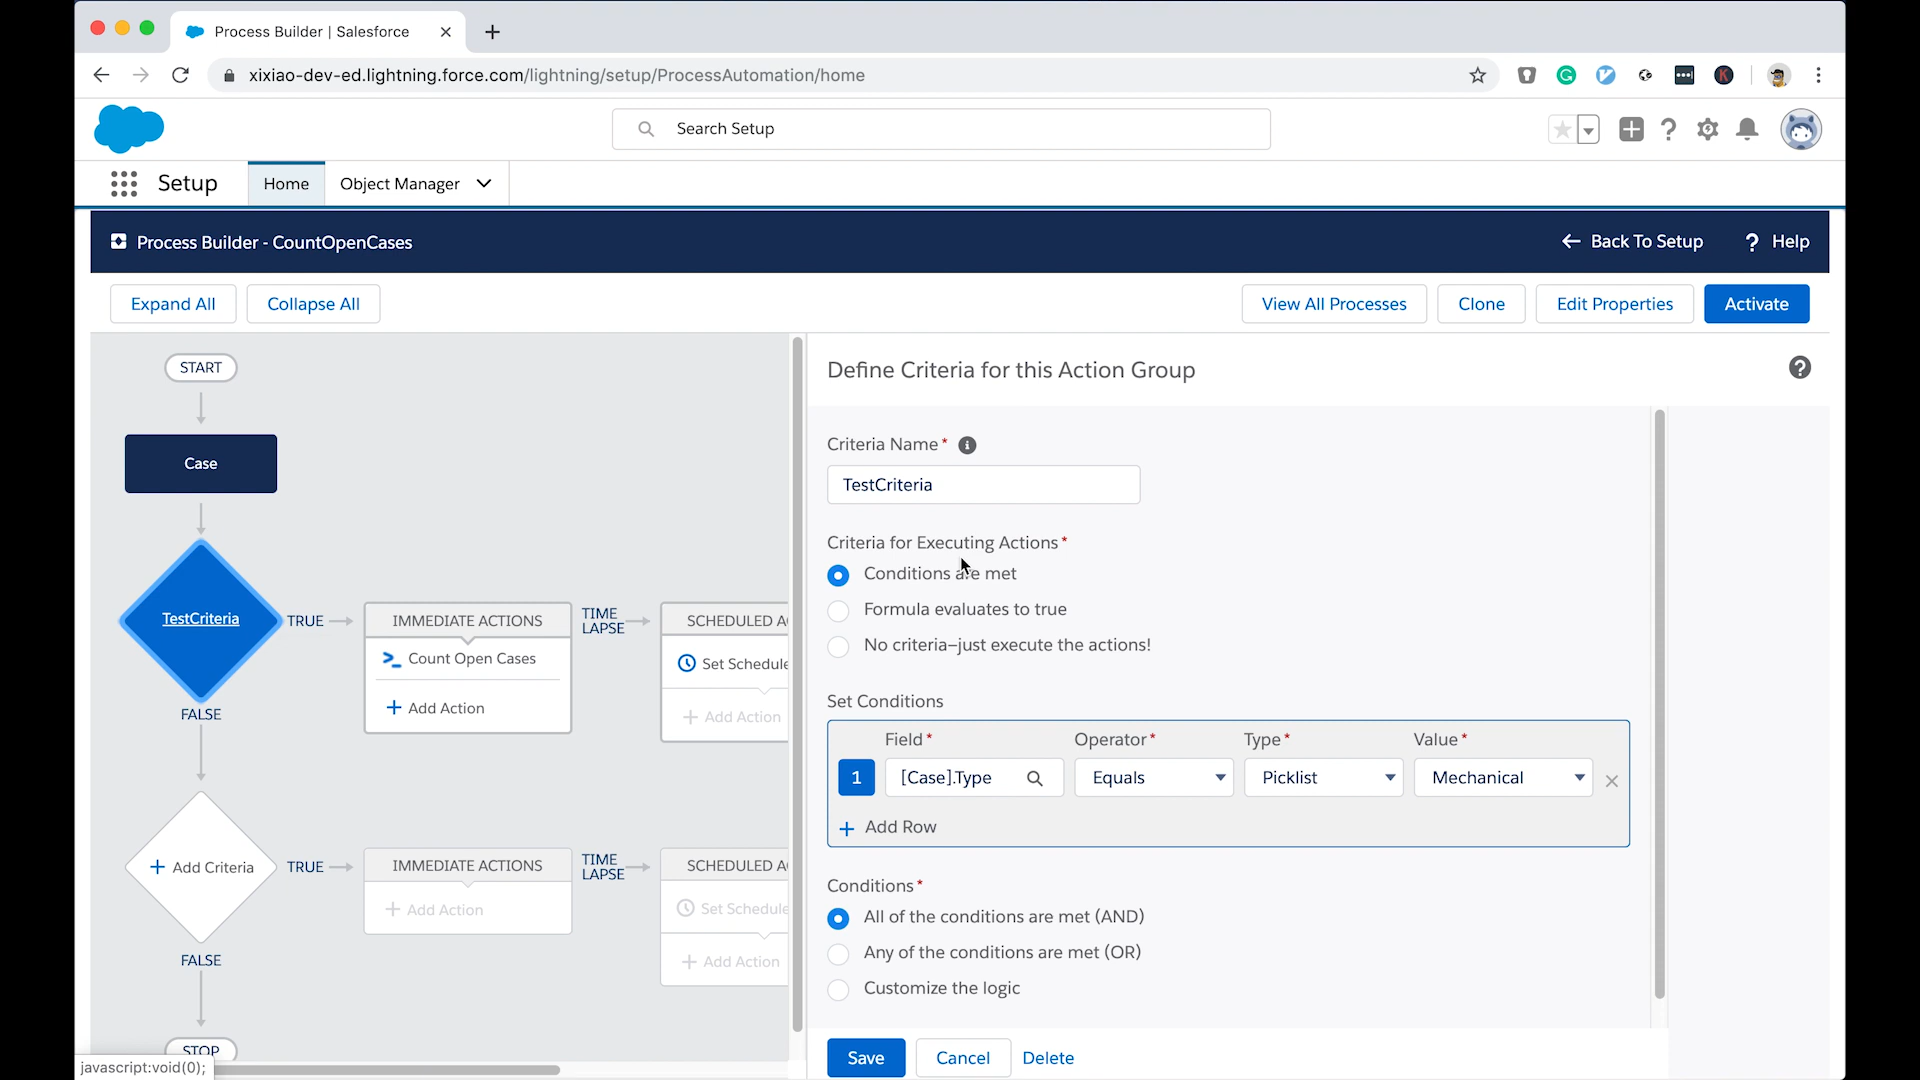 Process Builder | Salesforce
xixiao-dev-ed.lightning.force.com/lightning/setup/ProcessAutomation/home
Search Setup
Setup
Home
Object Manager
Process Builder - CountOpenCases
Back To Setup
? Help
Expand All
Collapse All
View All Processes
Clone
Edit Properties
Activate
START
Case
TestCriteria
TRUE
IMMEDIATE ACTIONS
Count Open Cases
+ Add Action
TIME
LAPSE
SCHEDULED A
Set Schedule
+ Add Action
FALSE
+ Add Criteria
TRUE
IMMEDIATE ACTIONS
+ Add Action
TIME
LAPSE
SCHEDULED A
Set Schedule
+ Add Action
FALSE
STOP
javascript:void(0);
Define Criteria for this Action Group
Criteria Name*
TestCriteria
Criteria for Executing Actions*
Conditions are met
Formula evaluates to true
No criteria–just execute the actions!
Set Conditions
Field* Operator* Type* Value*
1 [Case].Type Equals Picklist Mechanical
+ Add Row
Conditions*
All of the conditions are met (AND)
Any of the conditions are met (OR)
Customize the logic
Save
Cancel
Delete